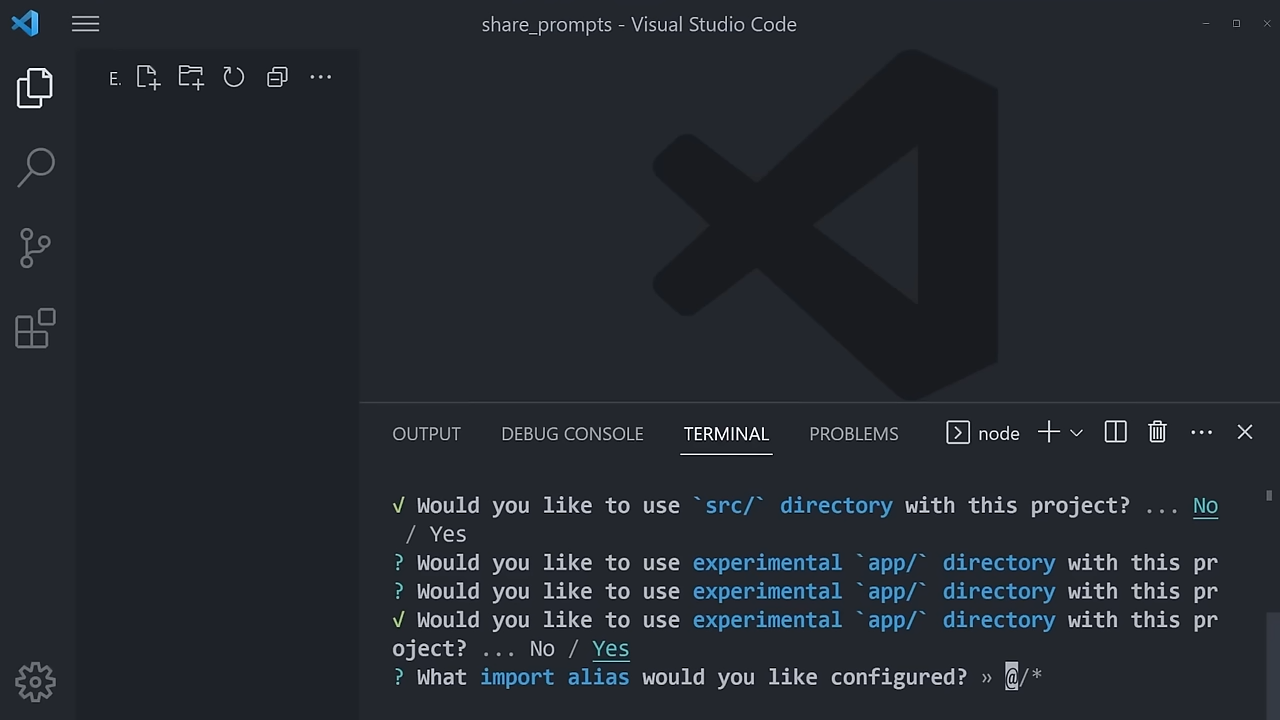 share_prompts - Visual Studio Code
E.
OUTPUT DEBUG CONSOLE TERMINAL PROBLEMS node
√ Would you like to use `src/` directory with this project? ... No
/ Yes
? Would you like to use experimental `app/` directory with this pr
? Would you like to use experimental `app/` directory with this pr
√ Would you like to use experimental `app/` directory with this pr
oject? ... No / Yes
? What import alias would you like configured? » @/*